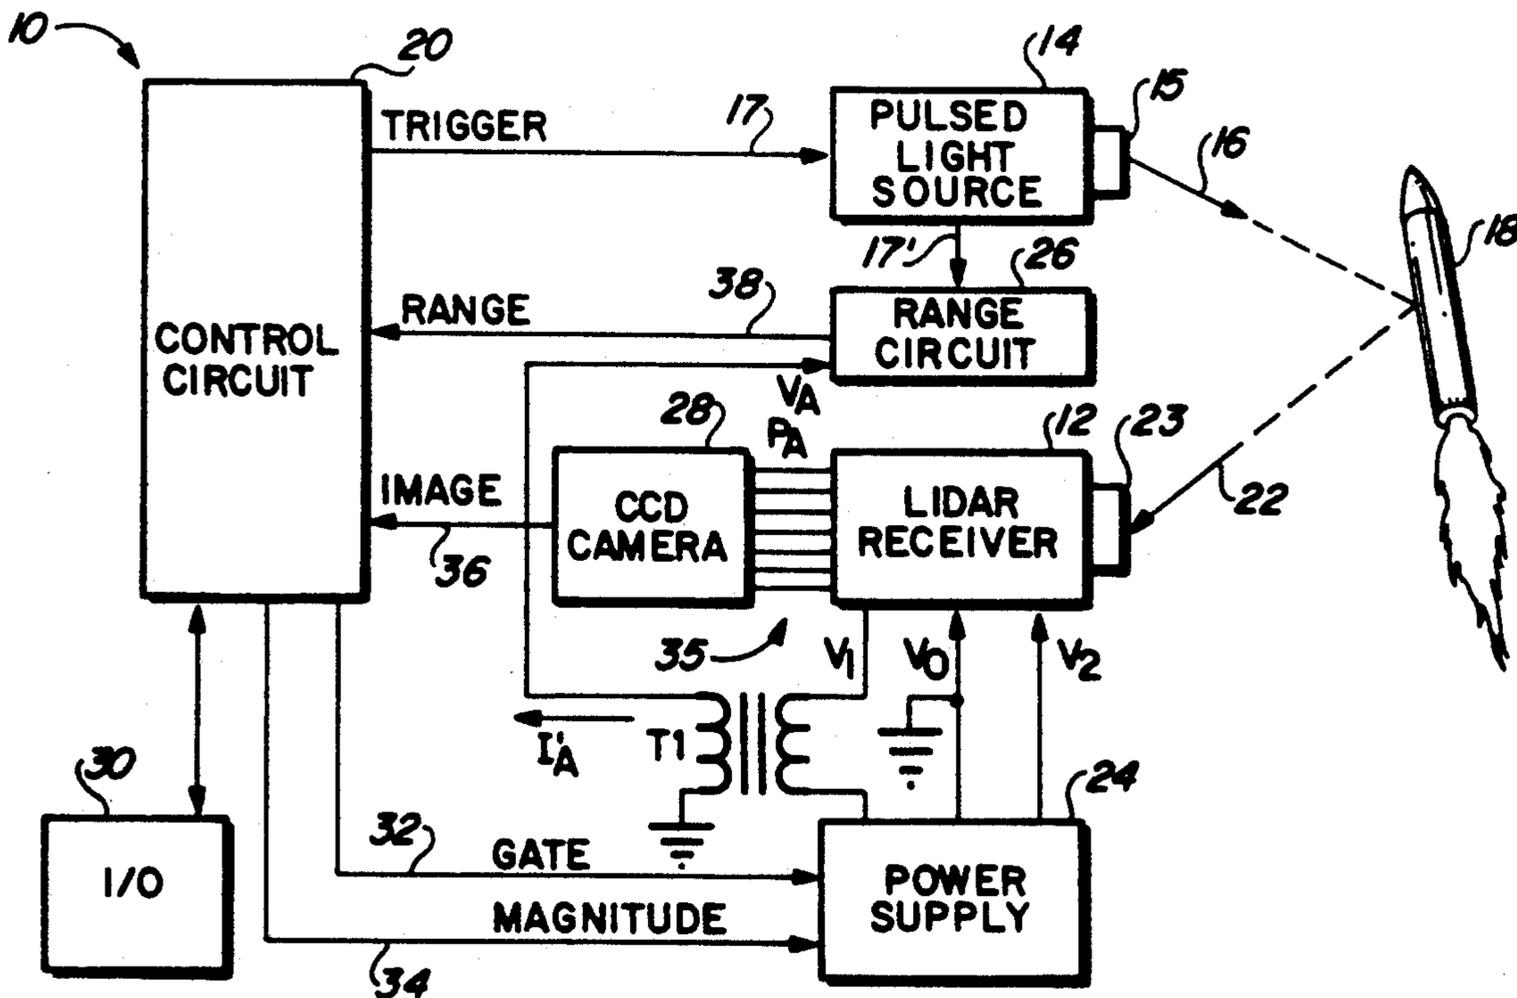 10
20
14
15
TRIGGER
17
PULSED
LIGHT
SOURCE
16
18
17'
26
38
RANGE
RANGE
CIRCUIT
CONTROL
CIRCUIT
VA
28
PA
12
23
IMAGE
CCD
CAMERA
LIDAR
RECEIVER
22
36
35
V1
V0
V2
I'A
T1
30
24
32
GATE
I/O
POWER
SUPPLY
MAGNITUDE
34